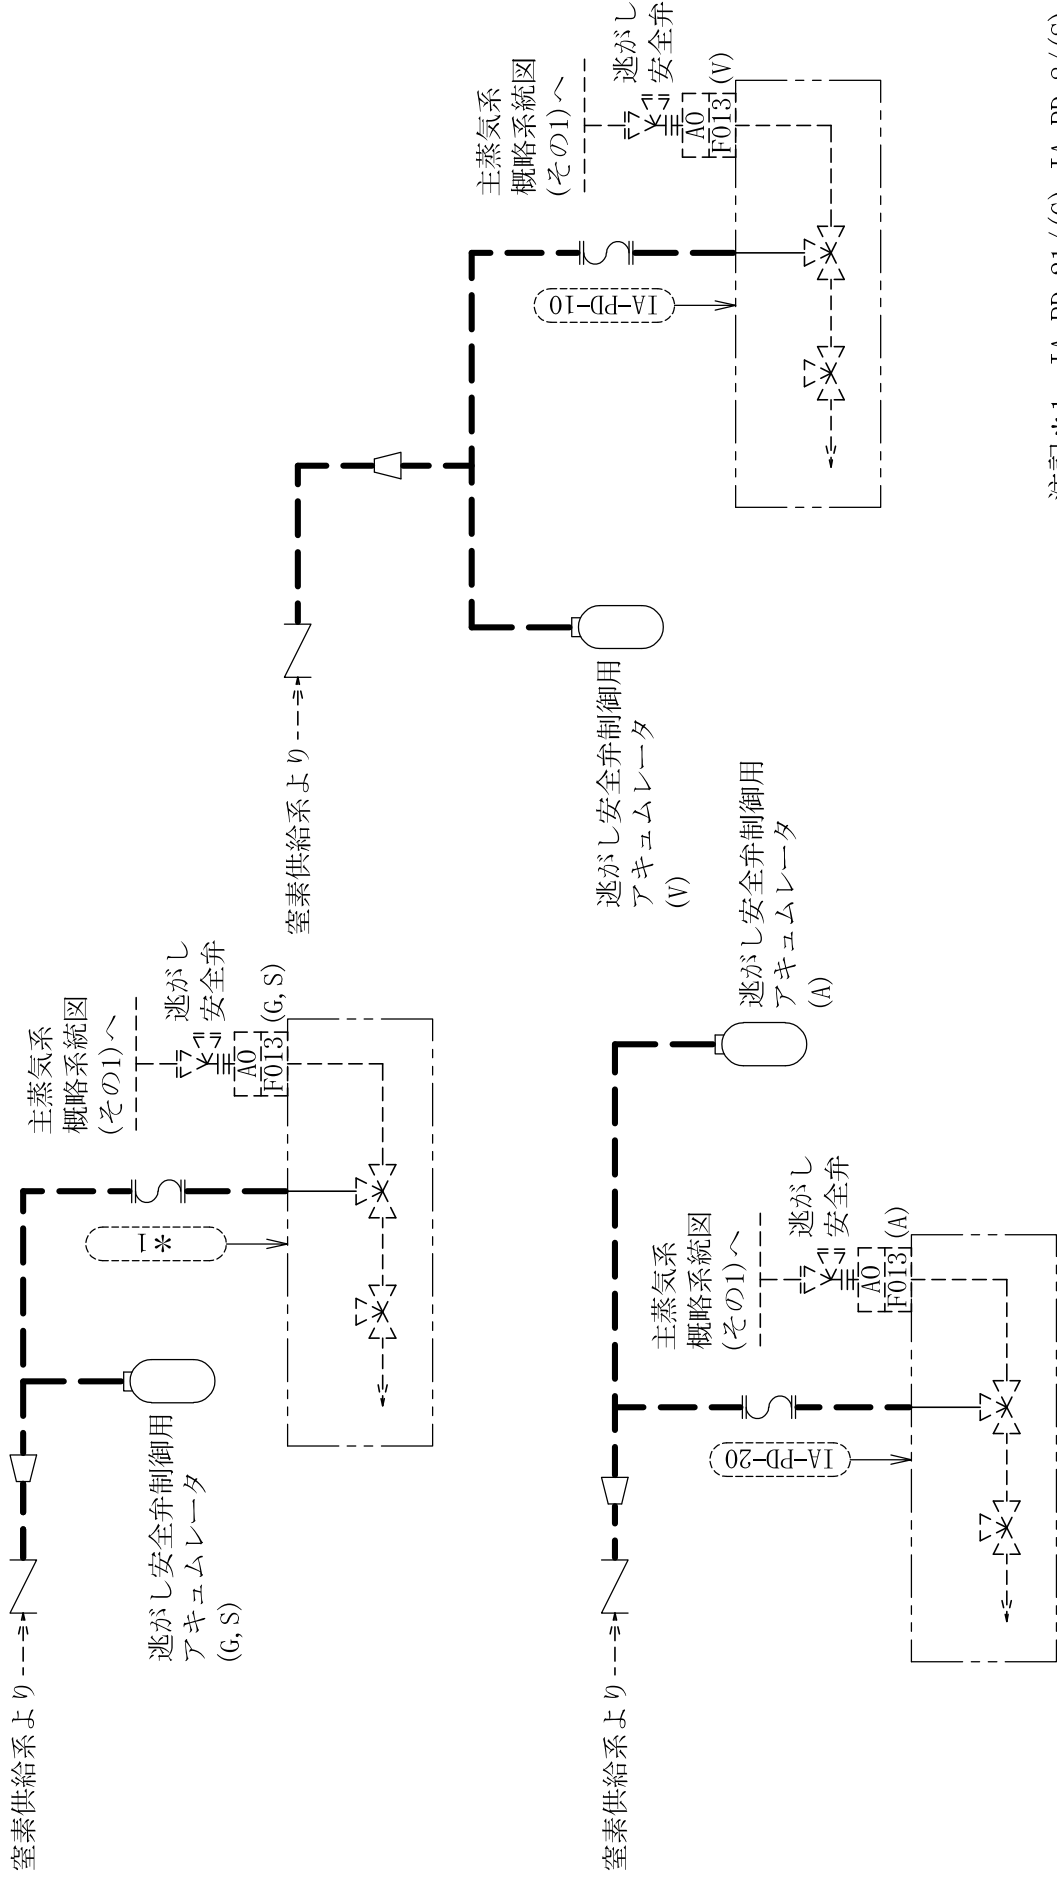 窒素供給系より
逃がし安全弁制御用
アキュムレータ
(G,S)
*1
主蒸気系
概略系統図
(その1)へ
逃がし
安全弁
AO
F013
(G,S)
窒素供給系より
逃がし安全弁制御用
アキュムレータ
(V)
IA-PD-10
主蒸気系
概略系統図
(その1)へ
逃がし
安全弁
AO
F013
(V)
窒素供給系より
IA-PD-20
主蒸気系
概略系統図
(その1)へ
逃がし
安全弁
AO
F013
(A)
逃がし安全弁制御用
アキュムレータ
(A)